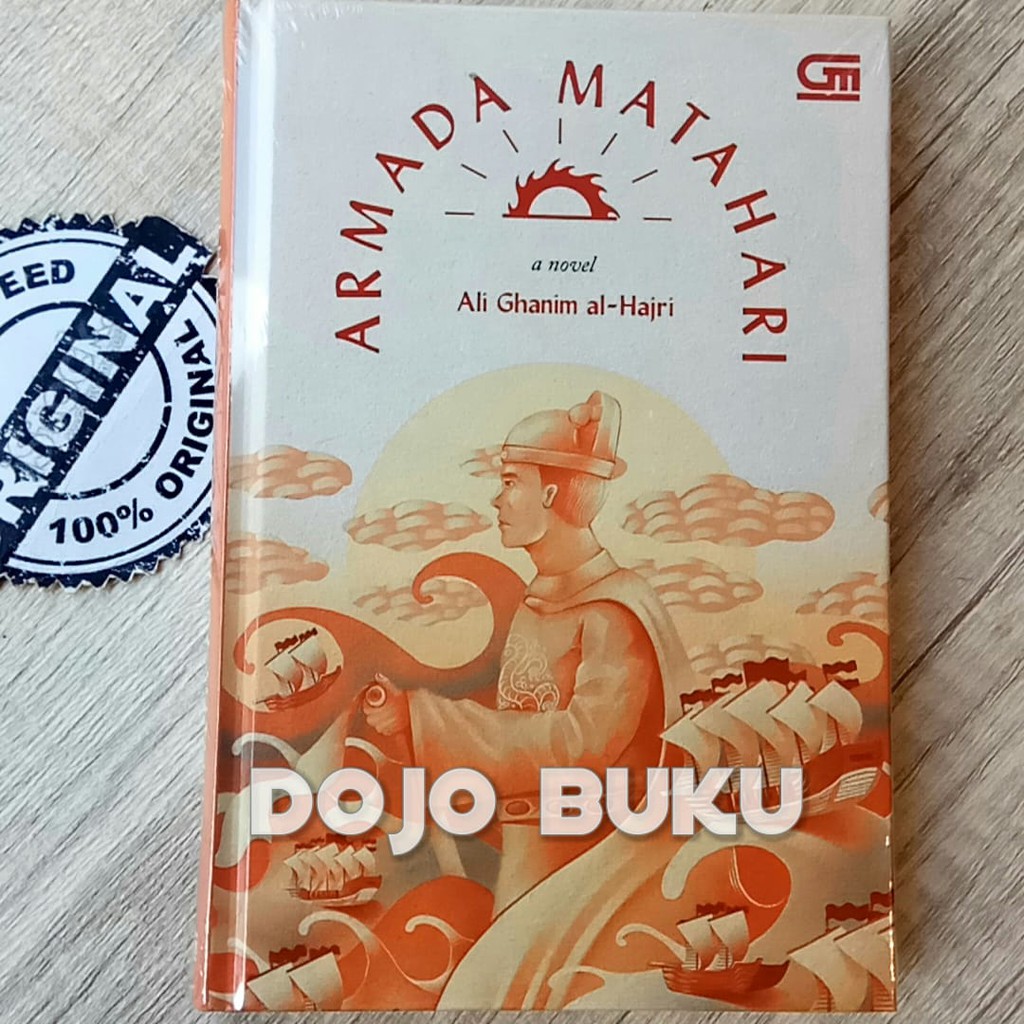 ARMADA MATAHARI
a novel
Ali Ghanim al-Hajri
DOJO BUKU
EED
ORIGINAL
100% ORIGINAL